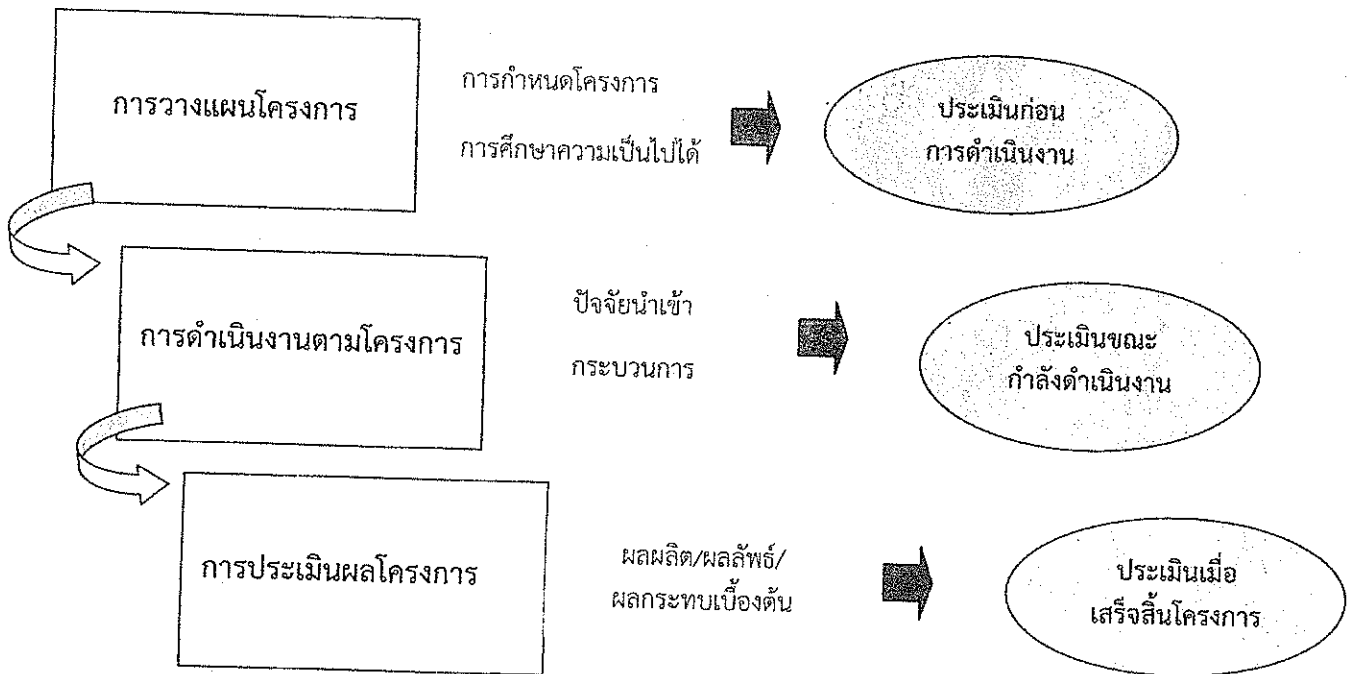 การวางแผนโครงการ
การกำหนดโครงการ
การศึกษาความเป็นไปได้
ประเมินก่อน
การดำเนินงาน
การดำเนินงานตามโครงการ
ปัจจัยนำเข้า
กระบวนการ
ประเมินขณะ
กำลังดำเนินงาน
การประเมินผลโครงการ
ผลผลิต/ผลลัพธ์/
ผลกระทบเบื้องต้น
ประเมินเมื่อ
เสร็จสิ้นโครงการ